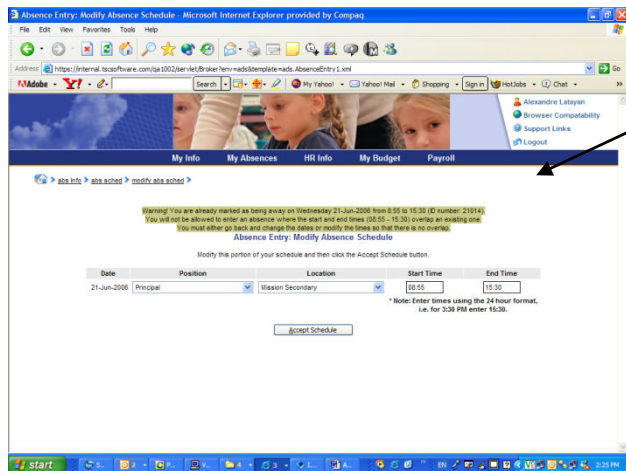 Absence Entry: Modify Absence Schedule - Microsoft Internet Explorer provided by Compaq
File Edit View Favorites Tools Help
Address https://internal.tscsoftware.com/qa1002/servlet/Broker?env=ads&template=ads.AbsenceEntry1.xml Go
Adobe Y! Search My Yahoo! Yahoo! Mail Shopping Sign in HotJobs Chat
Alexandre Latayan
Browser Compatability
Support Links
Logout
My Info My Absences HR Info My Budget Payroll
abs info > abs sched > modify abs sched >
Warning! You are already marked as being away on Wednesday 21-Jun-2006 from 8:55 to 15:30 (ID number: 21014).
You will not be allowed to enter an absence where the start and end times (08:55 - 15:30) overlap an existing one.
You must either go back and change the dates or modify the times so that there is no overlap.
Absence Entry: Modify Absence Schedule
Modify this portion of your schedule and then click the Accept Schedule button.
Date Position Location Start Time End Time
21-Jun-2006 Principal Mission Secondary 08:55 15:30
* Note: Enter times using the 24 hour format,
i.e. for 3:30 PM enter 15:30.
Accept Schedule
start EN 2:25 PM